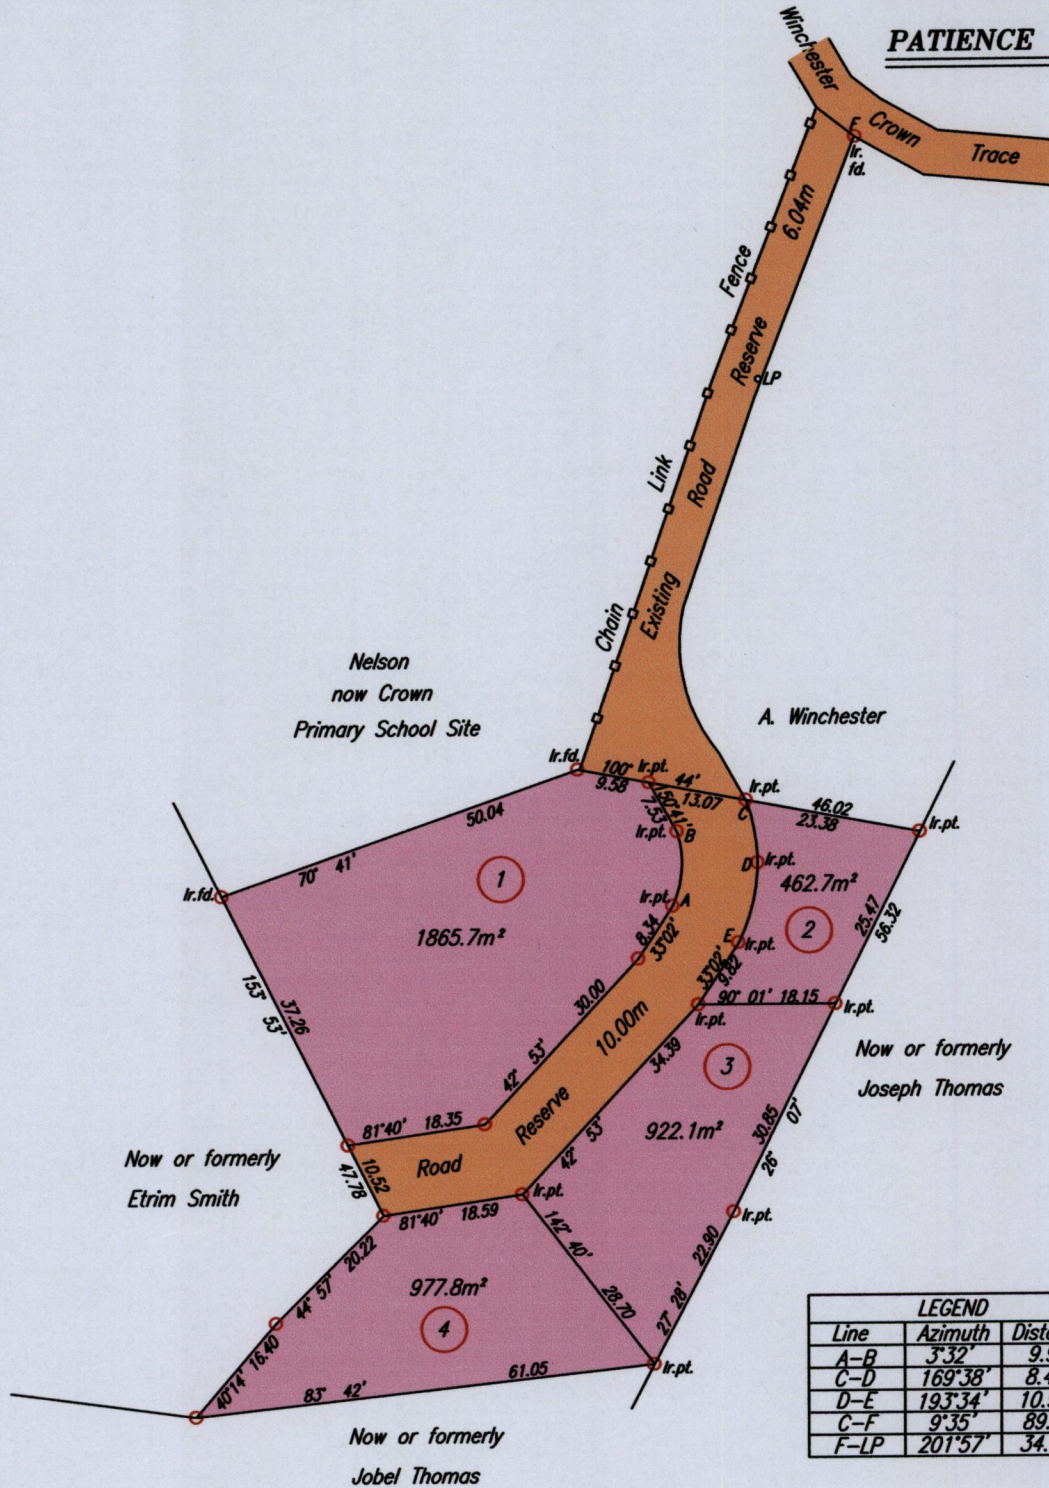 PATIENCE
Winchester
Crown
Trace
F
Ir.
fd.
6.04m
Fence
Reserve
LP
Link
Road
Existing
Chain
Nelson
now Crown
Primary School Site
A. Winchester
Ir.fd.
100°
44'
Ir.pt.
9.58
13.07
Ir.pt.
C
46.02
23.38
Ir.pt.
150°41'
7.53
Ir.pt.
B
50.04
70° 41'
Ir.fd.
1
1865.7m²
D
Ir.pt.
462.7m²
2
Ir.pt.
A
8.34
33°02'
E
Ir.pt.
33°02'
9.82
25.47
56.32
90° 01' 18.15
Ir.pt.
Ir.pt.
153° 53'
37.26
30.00
42° 53'
10.00m
34.39
42° 53'
3
922.1m²
Now or formerly
Joseph Thomas
30.85
26° 07'
81°40' 18.35
Reserve
Road
10.52
47.78
Now or formerly
Etrim Smith
81°40' 18.59
Ir.pt.
142° 40'
28.70
Ir.pt.
22.90
27° 28'
20.22
44° 57'
977.8m²
4
16.40
40°14'
83° 42' 61.05
Ir.pt.
Now or formerly
Jobel Thomas
LEGEND
Line Azimuth
A-B 3°32'
C-D 169°38'
D-E 193°34'
C-F 9°35'
F-LP 201°57'